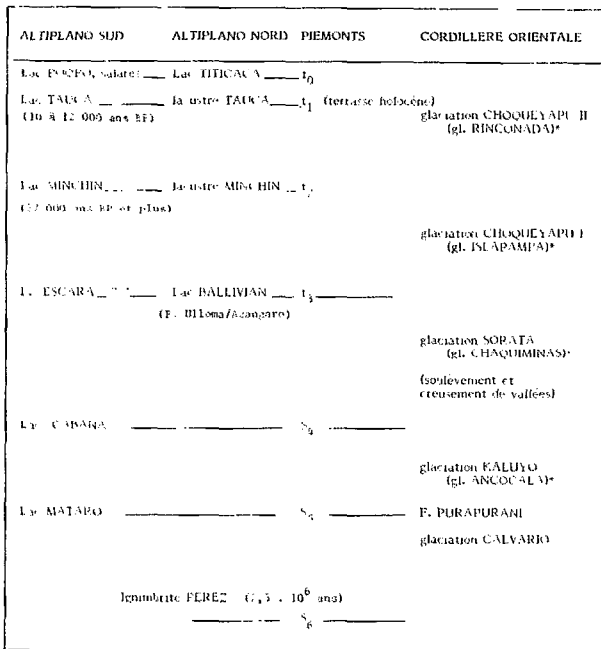 ALTIPLANO SUD ALTIPLANO NORD PIEMONTS CORDILLERE ORIENTALE
Lac POOPO, salares Lac TITICACA t0
Lac TAUCA lacustre TAUCA t1 (terrasse holocène)
(10 à 12 000 ans BP) glaciation CHOQUEYAPU II
(gl. RINCONADA)*
Lac MINCHIN lacustre MINCHIN t2
000 ans BP et plus)
glaciation CHOQUEYAPU I
(gl. ISLAPAMPA)*
F. ESCARA Lac BALLIVIAN t3
(F. Ulloma/Azangaro)
glaciation SORATA
(gl. CHAQUIMINAS)*
(soulèvement et
creusement de vallées)
Lac CABANA S4
glaciation KALUYO
(gl. ANCOCALA)*
Lac MATARO S5 F. PURAPURANI
glaciation CALVARIO
Ignimbrite PEREZ 10^6 ans)
S6